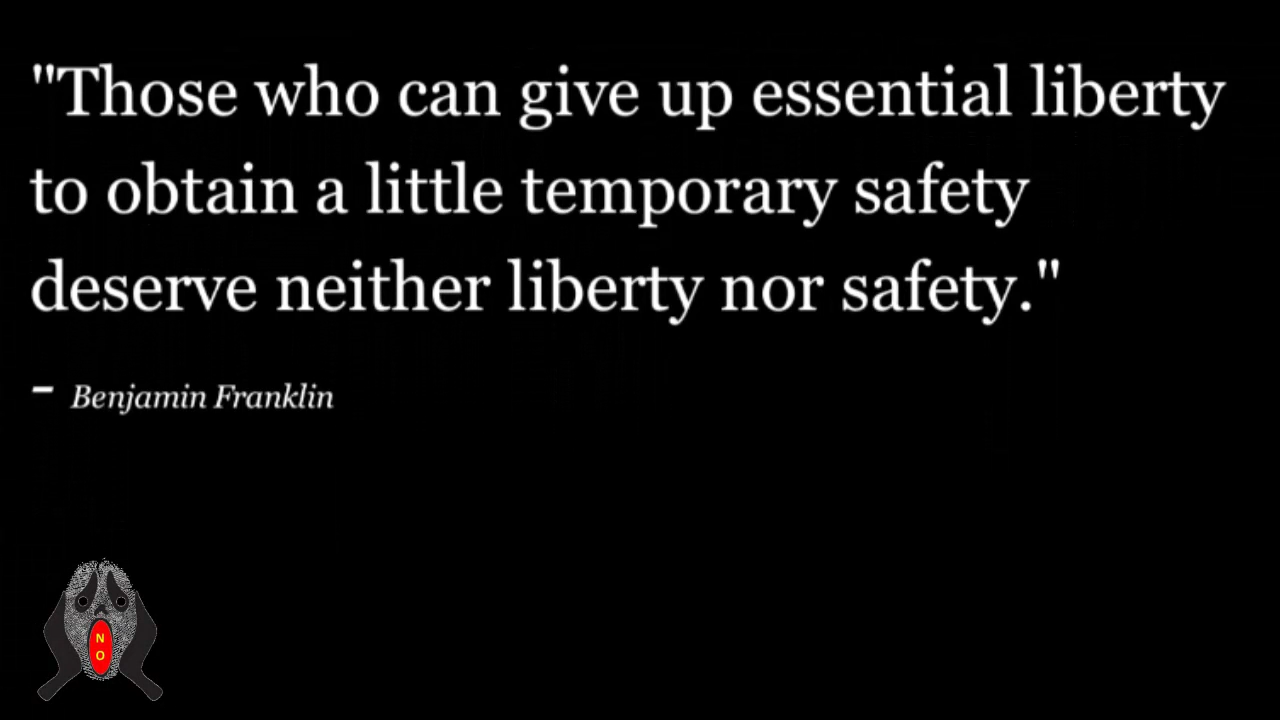 "Those who can give up essential liberty
to obtain a little temporary safety
deserve neither liberty nor safety."
– Benjamin Franklin
N
O